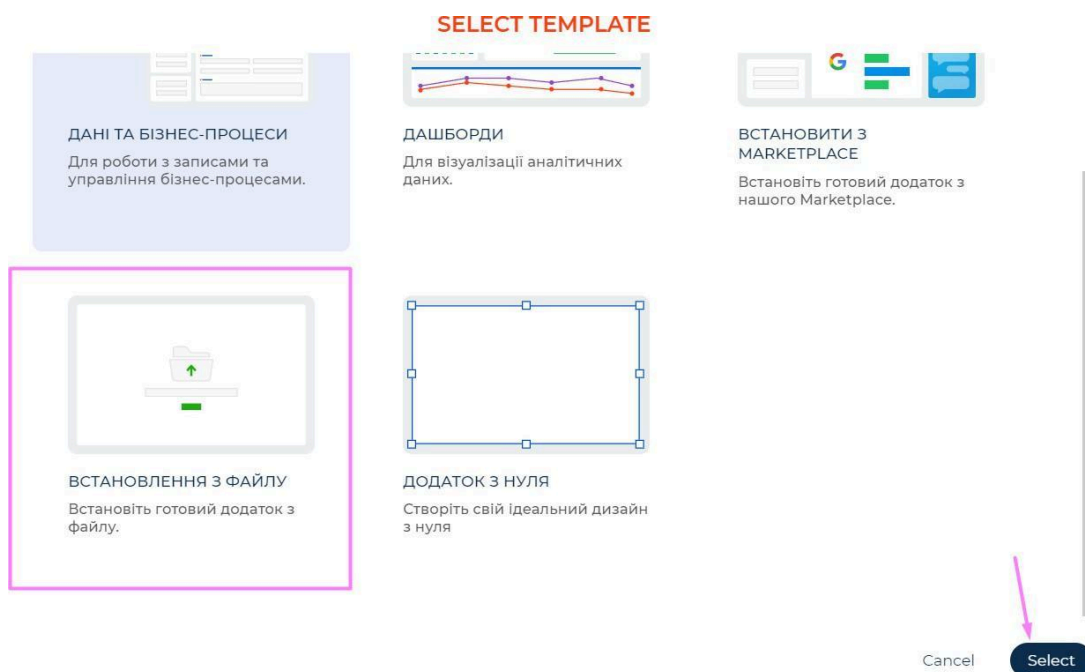 SELECT TEMPLATE
ДАНІ ТА БІЗНЕС-ПРОЦЕСИ
Для роботи з записами та
управління бізнес-процесами.
ДАШБОРДИ
Для візуалізації аналітичних
даних.
ВСТАНОВИТИ З
MARKETPLACE
Встановіть готовий додаток з
нашого Marketplace.
ВСТАНОВЛЕННЯ З ФАЙЛУ
Встановіть готовий додаток з
файлу.
ДОДАТОК З НУЛЯ
Створіть свій ідеальний дизайн
з нуля
Cancel
Select